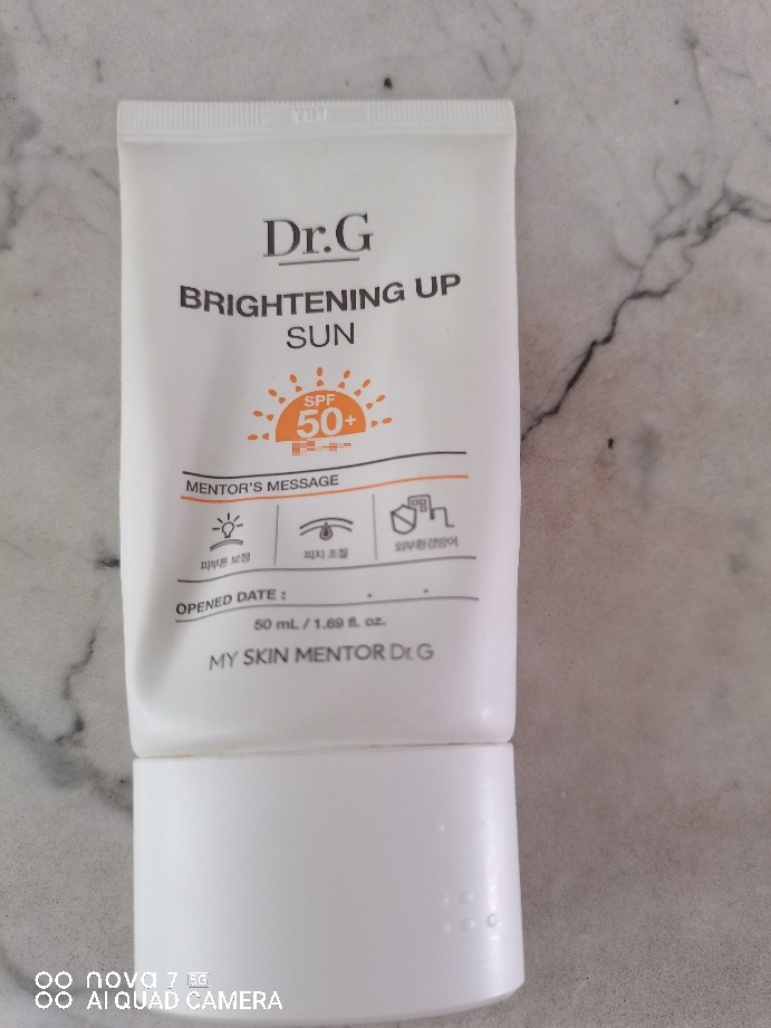 Dr.G
BRIGHTENING UP
SUN
SPF
50+
MENTOR'S MESSAGE
피부톤 보정
피지 조절
외부환경방어
OPENED DATE : . .
50 mL / 1.69 fl. oz.
MY SKIN MENTOR Dr.G
nova 7 5G
AI QUAD CAMERA